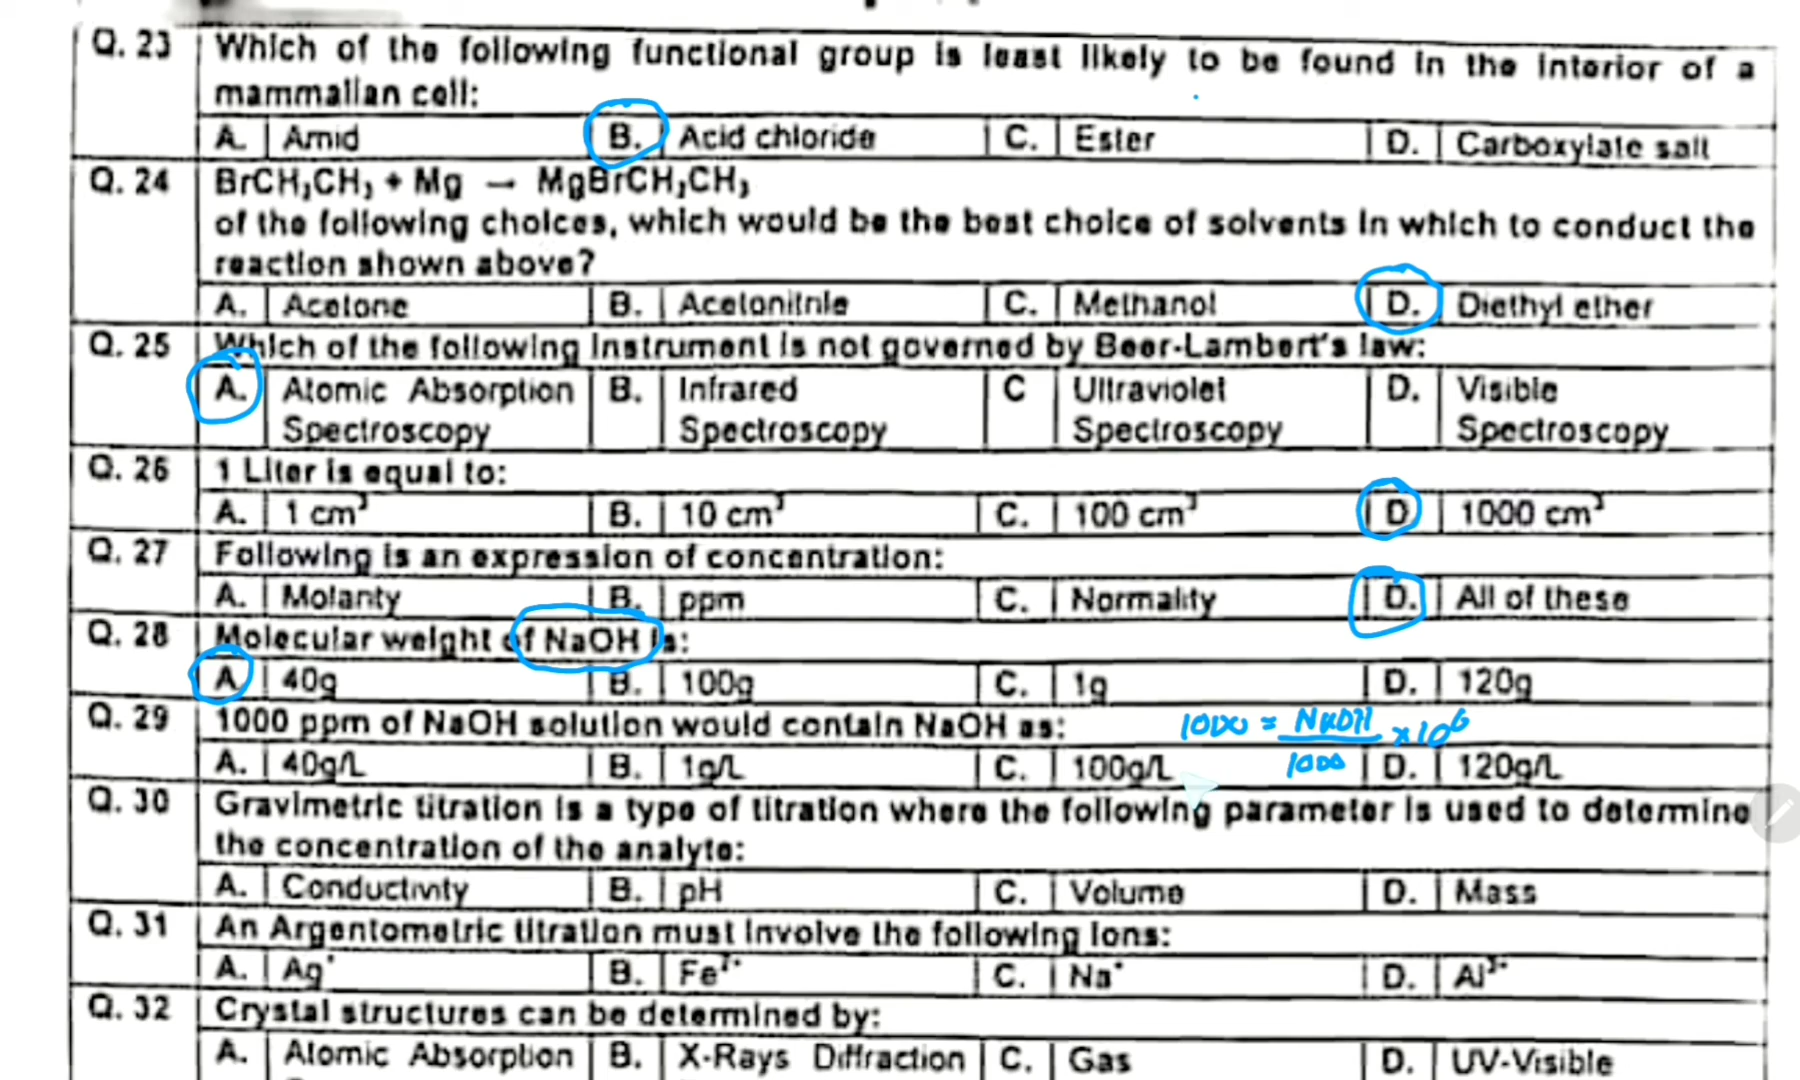 Q. 23 Which of the following functional group is least likely to be found in the interior of a
mammalian cell:
A. Amid B. Acid chloride C. Ester D. Carboxylate salt
Q. 24 BrCH₂CH₃ + Mg → MgBrCH₂CH₃
of the following choices, which would be the best choice of solvents in which to conduct the
reaction shown above?
A. Acetone B. Acetonitrile C. Methanol D. Diethyl ether
Q. 25 Which of the following Instrument is not governed by Beer-Lambert's law:
A. Atomic Absorption B. Infrared C Ultraviolet D. Visible
Spectroscopy Spectroscopy Spectroscopy Spectroscopy
Q. 26 1 Liter is equal to:
A. 1 cm³ B. 10 cm³ C. 100 cm³ D 1000 cm³
Q. 27 Following is an expression of concentration:
A. Molarity B. ppm C. Normality D. All of these
Q. 28 Molecular weight of NaOH is:
A 40g B. 100g C. 1g D. 120g
Q. 29 1000 ppm of NaOH solution would contain NaOH as: 1000 = NaOH / 1000 × 10⁶
A. 40g/L B. 1g/L C. 100g/L D. 120g/L
Q. 30 Gravimetric titration is a type of titration where the following parameter is used to determine
the concentration of the analyte:
A. Conductivity B. pH C. Volume D. Mass
Q. 31 An Argentometric titration must involve the following ions:
A. Ag⁺ B. Fe²⁺ C. Na⁺ D. Al³⁺
Q. 32 Crystal structures can be determined by:
A. Atomic Absorption B. X-Rays Diffraction C. Gas D. UV-Visible